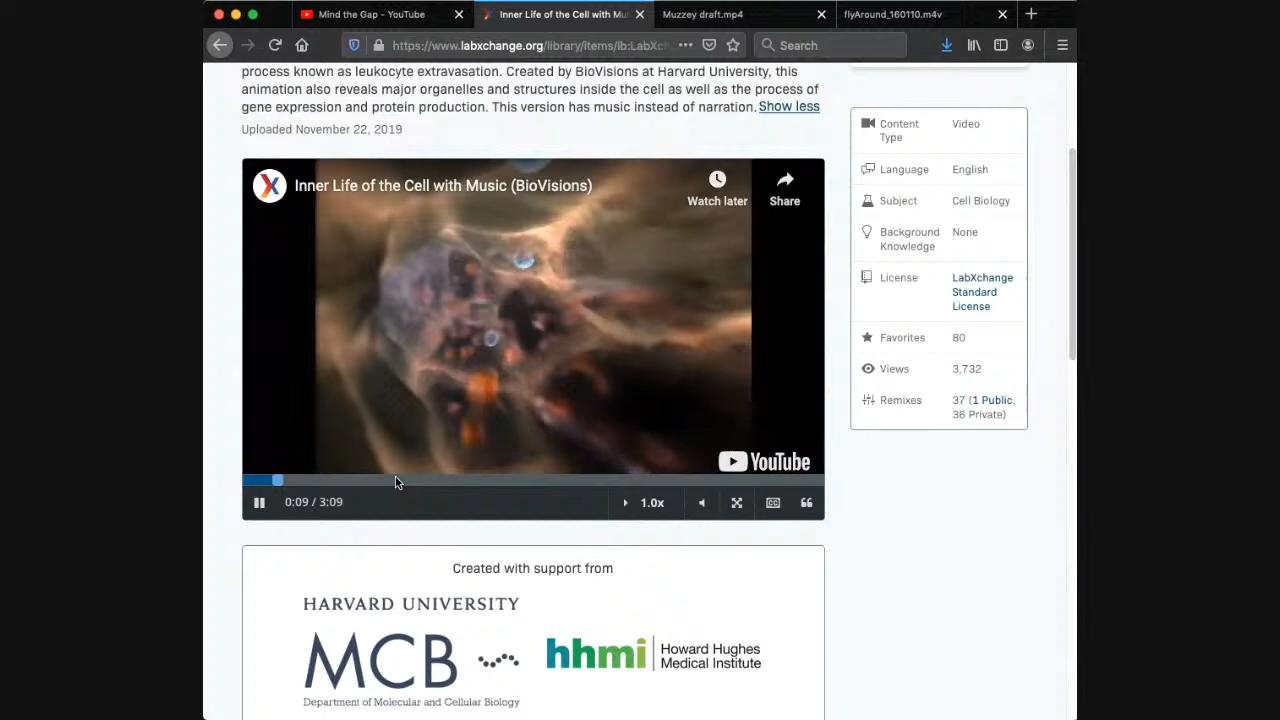 Mind the Gap - YouTube
Inner Life of the Cell with Mu
Muzzey draft.mp4
flyAround_160110.m4v
https://www.labxchange.org/library/items/lb:LabXch
Search
process known as leukocyte extravasation. Created by BioVisions at Harvard University, this
animation also reveals major organelles and structures inside the cell as well as the process of
gene expression and protein production. This version has music instead of narration. Show less
Uploaded November 22, 2019
Inner Life of the Cell with Music (BioVisions)
Watch later
Share
YouTube
0:09 / 3:09
1.0x
CC
Created with support from
HARVARD UNIVERSITY
MCB
Department of Molecular and Cellular Biology
hhmi
Howard Hughes
Medical Institute
Content
Type
Video
Language
English
Subject
Cell Biology
Background
Knowledge
None
License
LabXchange
Standard
License
Favorites
80
Views
3,732
Remixes
37 (1 Public,
36 Private)